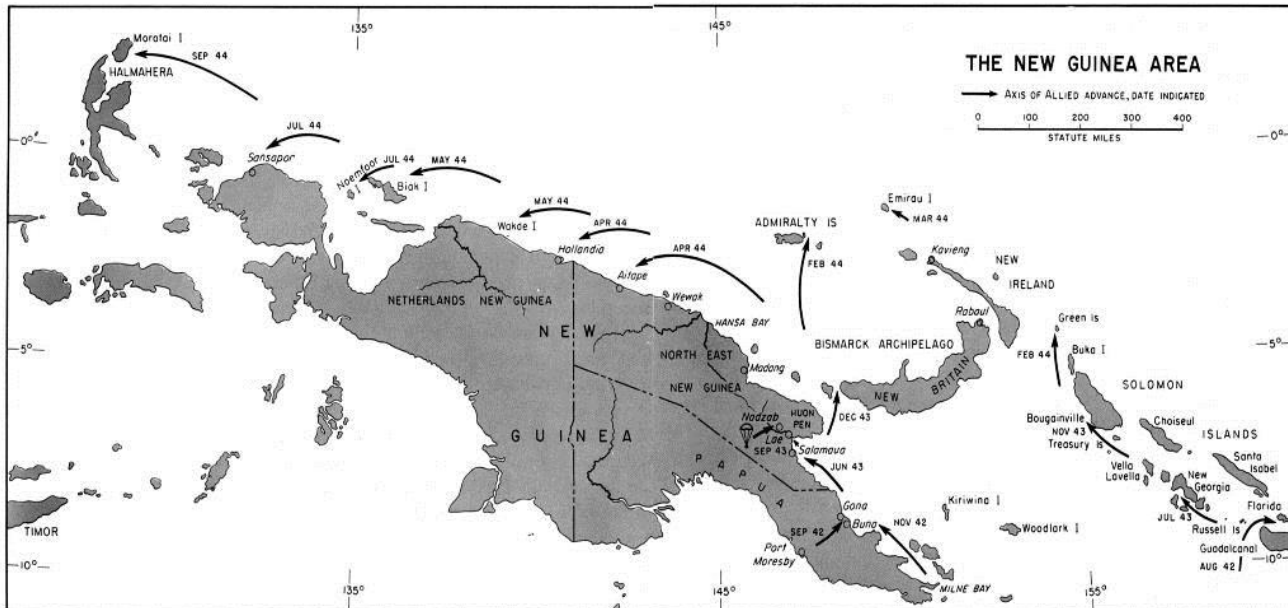 135°
145°
THE NEW GUINEA AREA
AXIS OF ALLIED ADVANCE, DATE INDICATED
0 100 200 300 400
STATUTE MILES
Morotai I
SEP 44
HALMAHERA
0°
0°
JUL 44
Sansapor
Noemfoor
I
JUL 44
MAY 44
Biak I
MAY 44
Wakde I
APR 44
Hollandia
APR 44
Aitape
Wewak
HANSA BAY
ADMIRALTY IS
FEB 44
Emirau I
MAR 44
Kavieng
NEW
IRELAND
Rabaul
NETHERLANDS NEW GUINEA
NEW
GUINEA
5°
5°
NORTH EAST
NEW GUINEA
Madang
BISMARCK ARCHIPELAGO
NEW BRITAIN
Green Is
FEB 44
Buka I
SOLOMON
ISLANDS
DEC 43
Nadzab
HUON
PEN
Lae
SEP 43
Salamaua
JUN 43
PAPUA
Bougainville
NOV 43
Treasury Is
Choiseul
Vella
Lavella
New
Georgia
Santa
Isabel
JUL 43
Russell Is
Florida
Guadalcanal
AUG 42
TIMOR
Gona
Buna
SEP 42
NOV 42
Port
Moresby
MILNE BAY
Kiriwina I
Woodlark I
10°
10°
135°
145°
155°